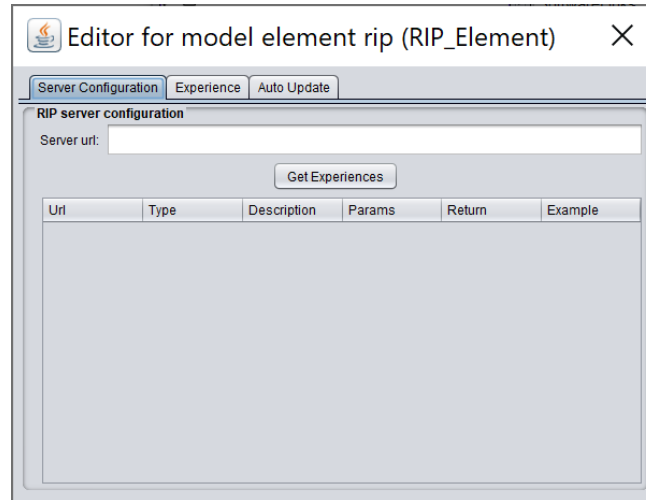 Editor for model element rip (RIP_Element)
Server Configuration Experience Auto Update
RIP server configuration
Server url:
Get Experiences
Url Type Description Params Return Example